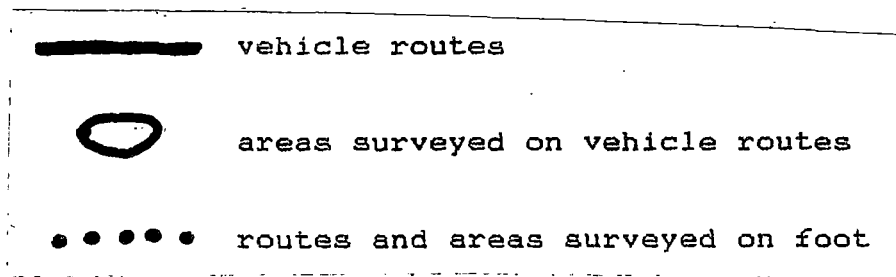 vehicle routes
areas surveyed on vehicle routes
routes and areas surveyed on foot